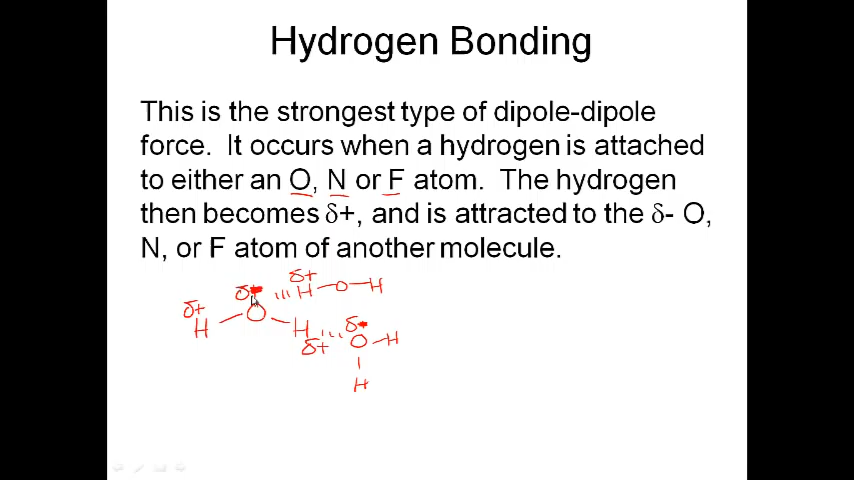 Hydrogen Bonding
This is the strongest type of dipole-dipole
force. It occurs when a hydrogen is attached
to either an O, N or F atom. The hydrogen
then becomes δ+, and is attracted to the δ- O,
N, or F atom of another molecule.
δ+
δ- ... H — O — H
δ+
H — O — H ... δ-
δ+ O — H
H